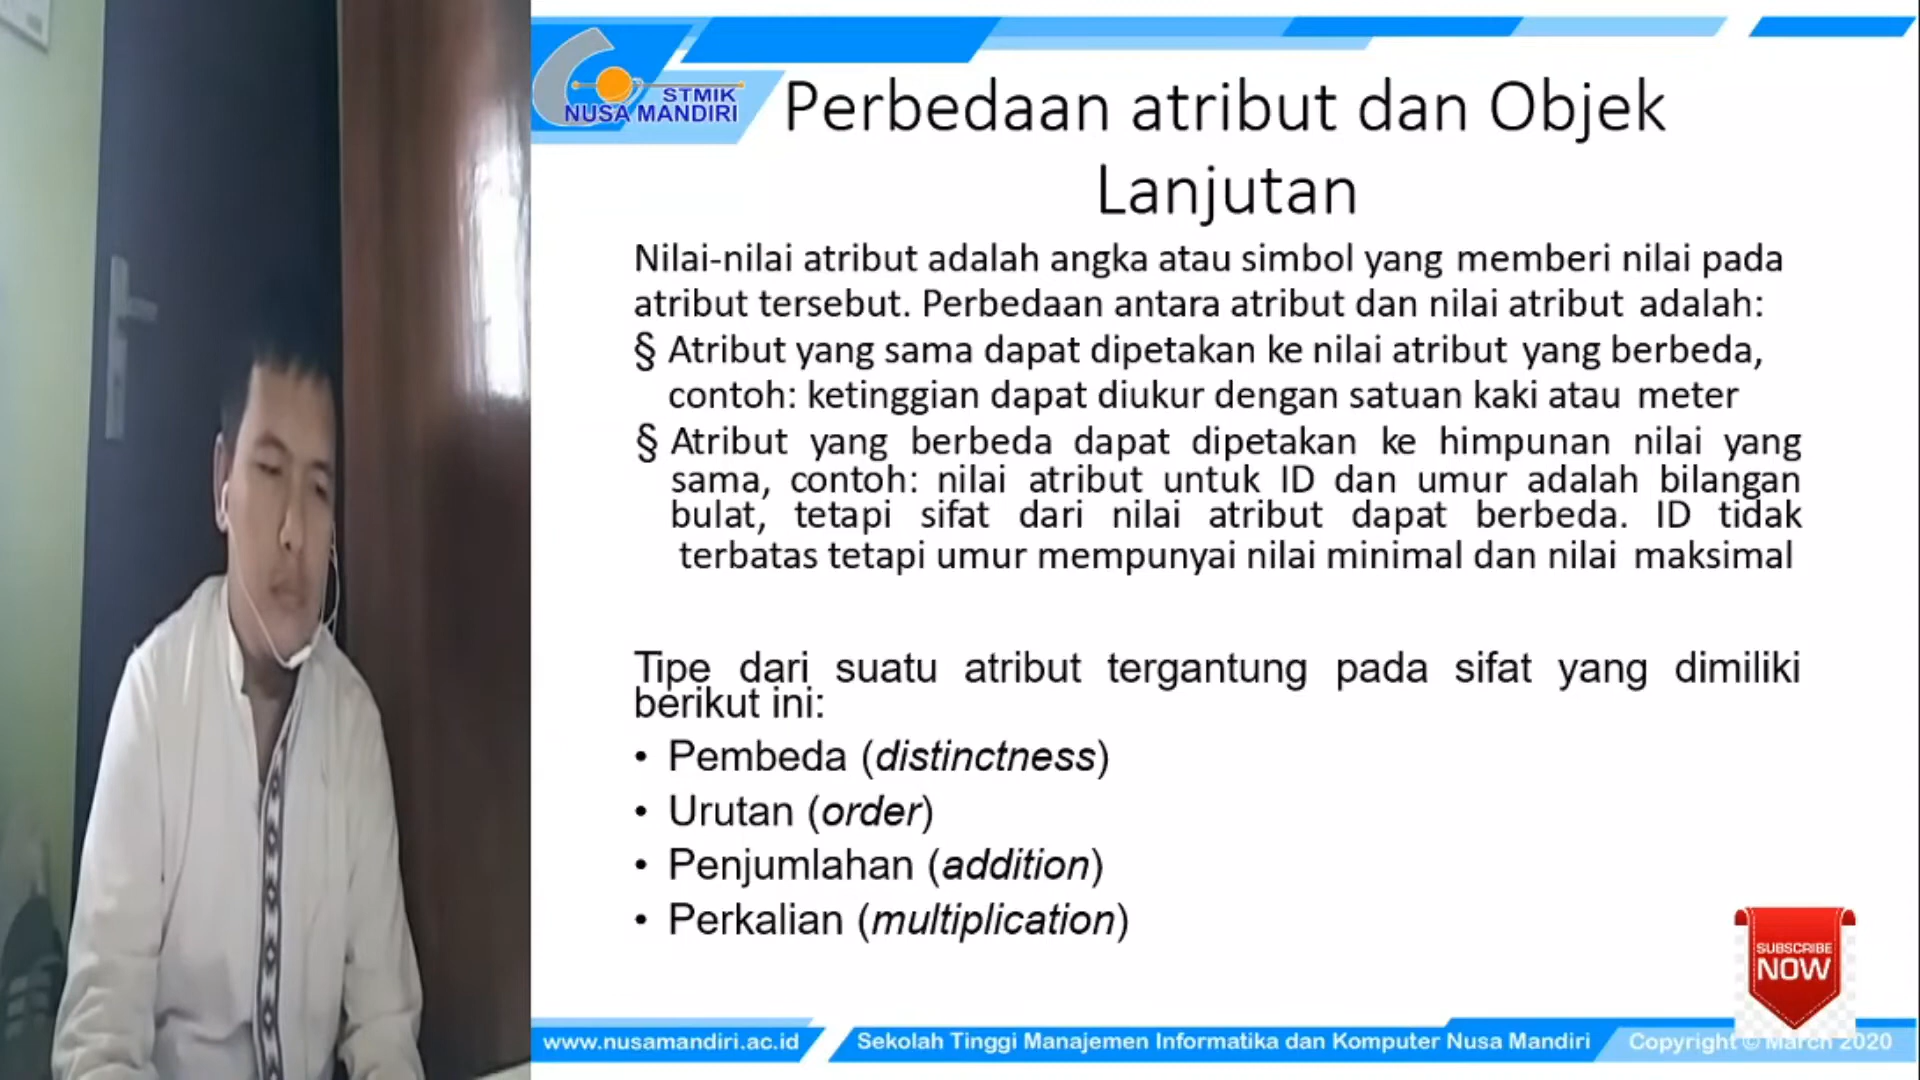 STMIK
NUSA MANDIRI
Perbedaan atribut dan Objek
Lanjutan
Nilai-nilai atribut adalah angka atau simbol yang memberi nilai pada
atribut tersebut. Perbedaan antara atribut dan nilai atribut adalah:
§ Atribut yang sama dapat dipetakan ke nilai atribut yang berbeda,
contoh: ketinggian dapat diukur dengan satuan kaki atau meter
§ Atribut yang berbeda dapat dipetakan ke himpunan nilai yang
sama, contoh: nilai atribut untuk ID dan umur adalah bilangan
bulat, tetapi sifat dari nilai atribut dapat berbeda. ID tidak
terbatas tetapi umur mempunyai nilai minimal dan nilai maksimal
Tipe dari suatu atribut tergantung pada sifat yang dimiliki
berikut ini:
• Pembeda (distinctness)
• Urutan (order)
• Penjumlahan (addition)
• Perkalian (multiplication)
SUBSCRIBE
NOW
www.nusamandiri.ac.id
Sekolah Tinggi Manajemen Informatika dan Komputer Nusa Mandiri
Copyright © March 2020